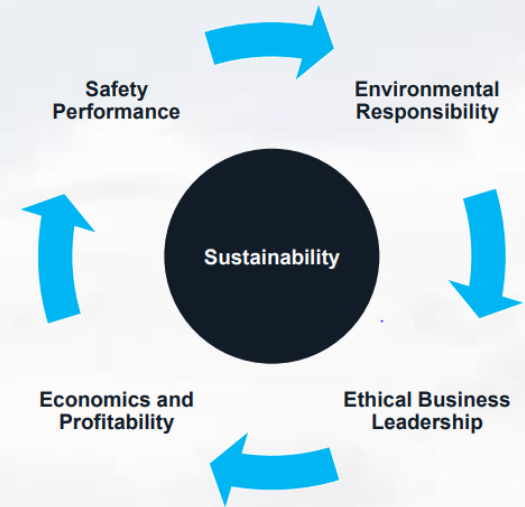 Safety
Performance
Environmental
Responsibility
Sustainability
Economics and
Profitability
Ethical Business
Leadership